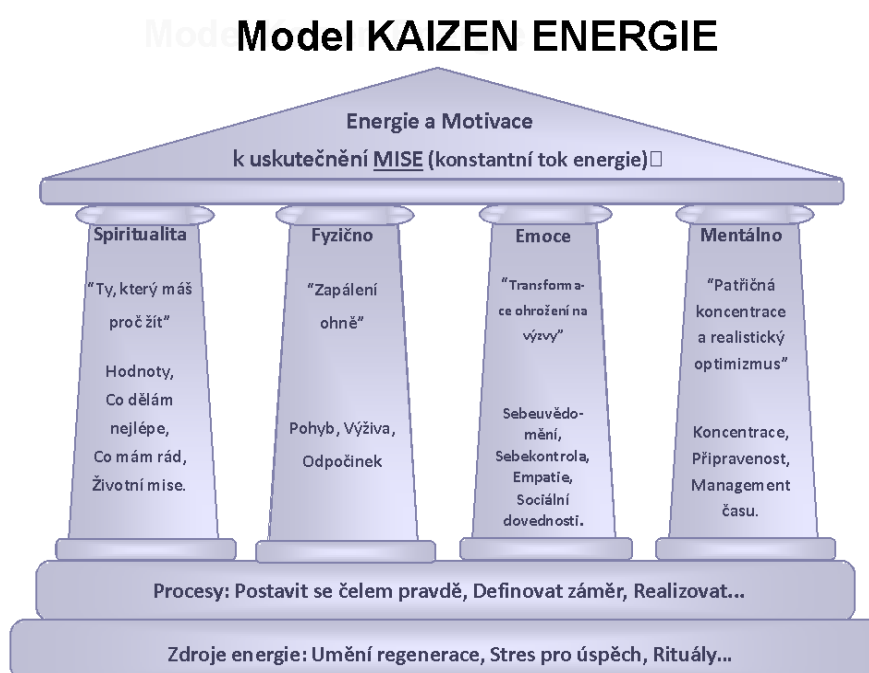 Model KAIZEN ENERGIE
Energie a Motivace
k uskutečnění MISE (konstantní tok energie)
Spiritualita
"Ty, který máš
proč žít"
Hodnoty,
Co dělám
nejlépe,
Co mám rád,
Životní mise.
Fyzično
"Zapálení
ohně"
Pohyb, Výživa,
Odpočinek
Emoce
"Transforma-
ce ohrožení na
výzvy"
Sebeuvědo-
mění,
Sebekontrola,
Empatie,
Sociální
dovednosti.
Mentálno
"Patřičná
koncentrace
a realistický
optimizmus"
Koncentrace,
Připravenost,
Management
času.
Procesy: Postavit se čelem pravdě, Definovat záměr, Realizovat...
Zdroje energie: Umění regenerace, Stres pro úspěch, Rituály...